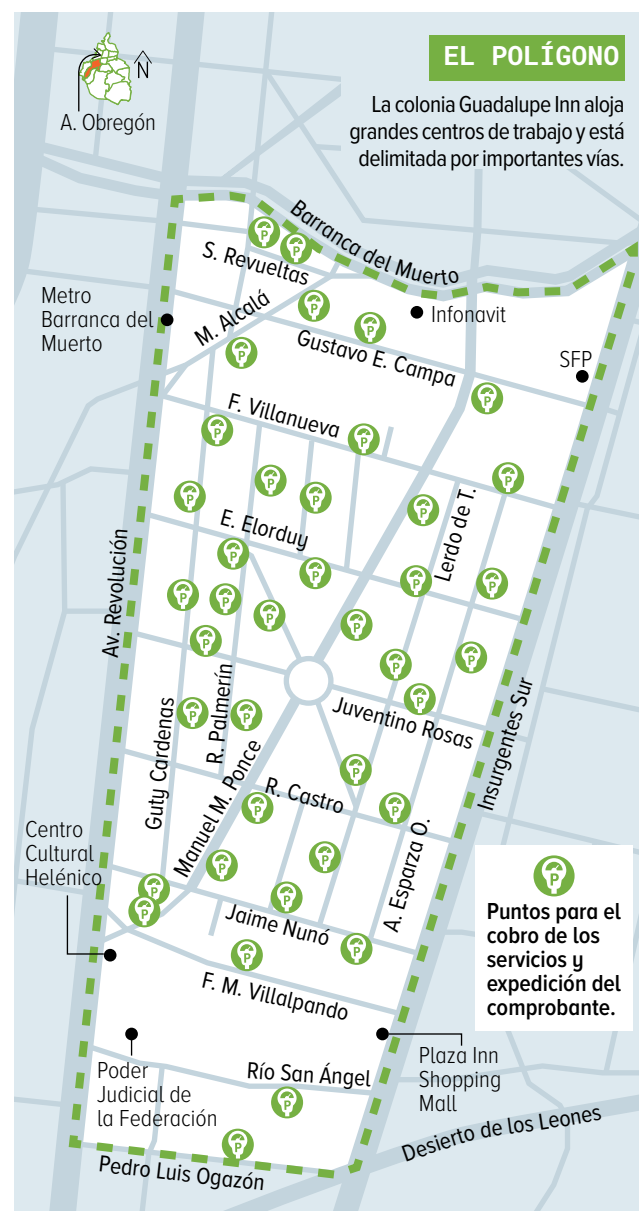 EL POLÍGONO
La colonia Guadalupe Inn aloja
grandes centros de trabajo y está
delimitada por importantes vías.
N
A. Obregón
Barranca del Muerto
S. Revueltas
Metro
Barranca del
Muerto
M. Alcalá
Infonavit
Gustavo E. Campa
SFP
F. Villanueva
Lerdo de T.
E. Elorduy
Av. Revolución
Insurgentes Sur
Juventino Rosas
R. Palmerín
Guty Cardenas
Manuel M. Ponce
R. Castro
A. Esparza O.
Centro
Cultural
Helénico
P
Puntos para el
cobro de los
servicios y
expedición del
comprobante.
Jaime Nunó
F. M. Villalpando
Poder
Judicial de
la Federación
Río San Ángel
Plaza Inn
Shopping
Mall
Desierto de los Leones
Pedro Luis Ogazón